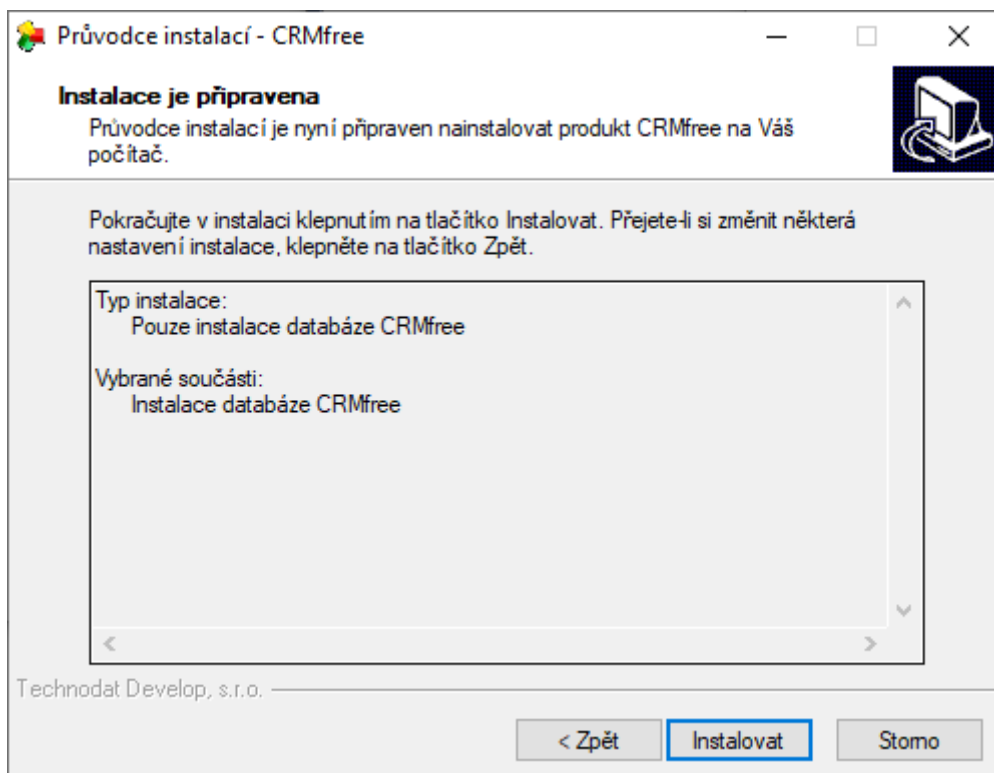 Průvodce instalací - CRMfree
Instalace je připravena
Průvodce instalací je nyní připraven nainstalovat produkt CRMfree na Váš
počítač.
Pokračujte v instalaci klepnutím na tlačítko Instalovat. Přejete-li si změnit některá
nastavení instalace, klepněte na tlačítko Zpět.
Typ instalace:
Pouze instalace databáze CRMfree
Vybrané součásti:
Instalace databáze CRMfree
Technodat Develop, s.r.o.
< Zpět
Instalovat
Storno